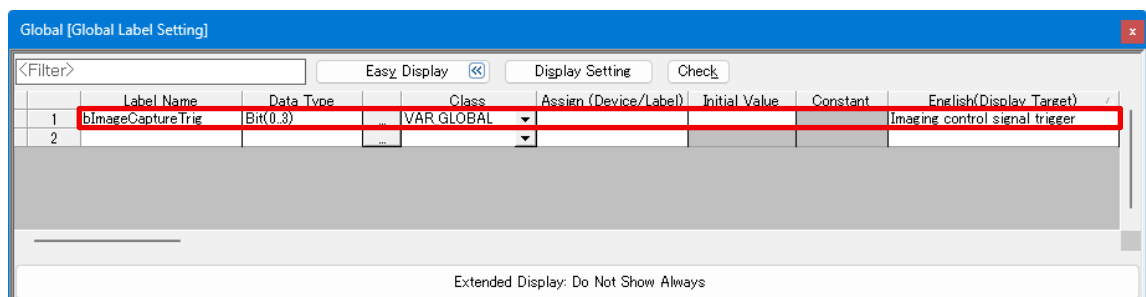 Global [Global Label Setting]
x
<Filter>
Easy Display
Display Setting
Check
Label Name Data Type Class Assign (Device/Label) Initial Value Constant English(Display Target)
1 bImageCaptureTrig Bit(0..3) ... VAR_GLOBAL Imaging control signal trigger
2 ...
Extended Display: Do Not Show Always